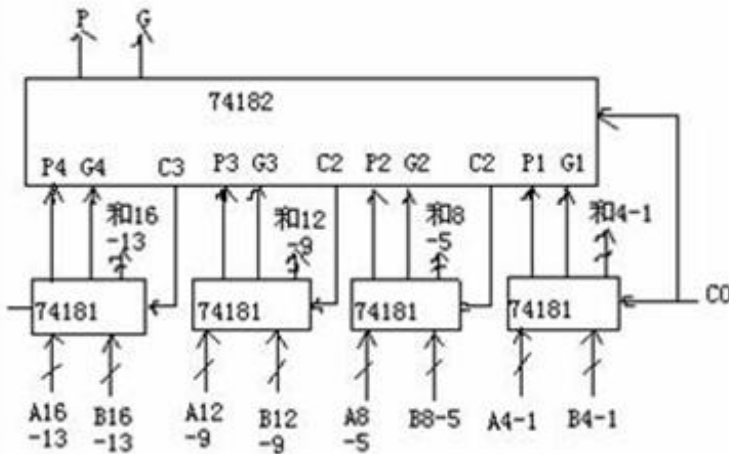 P G
74182
P4 G4 C3 P3 G3 C2 P2 G2 C2 P1 G1
和16
-13
和12
-9
和8
-5
和4-1
74181 74181 74181 74181 C0
A16
-13
B16
-13
A12
-9
B12
-9
A8
-5
B8-5
A4-1
B4-1